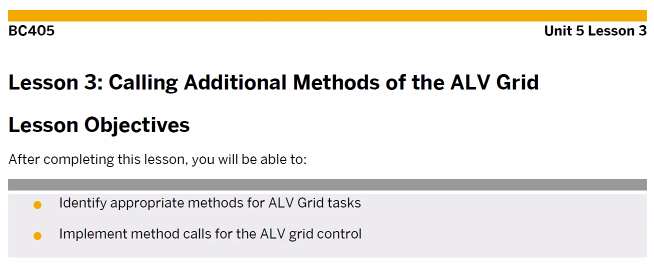 BC405 Unit 5 Lesson 3
Lesson 3: Calling Additional Methods of the ALV Grid
Lesson Objectives
After completing this lesson, you will be able to:
Identify appropriate methods for ALV Grid tasks
Implement method calls for the ALV grid control